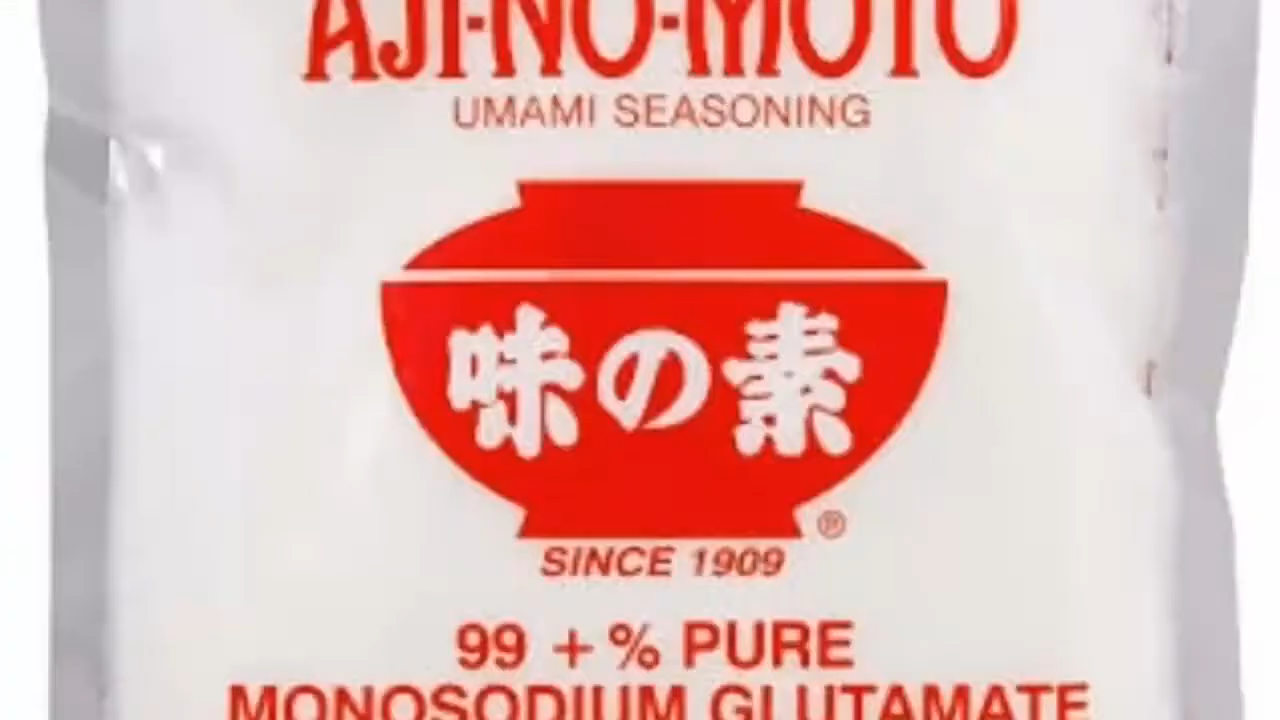 AJI-NO-MOTO
UMAMI SEASONING
味の素
®
SINCE 1909
99 + % PURE
MONOSODIUM GLUTAMATE